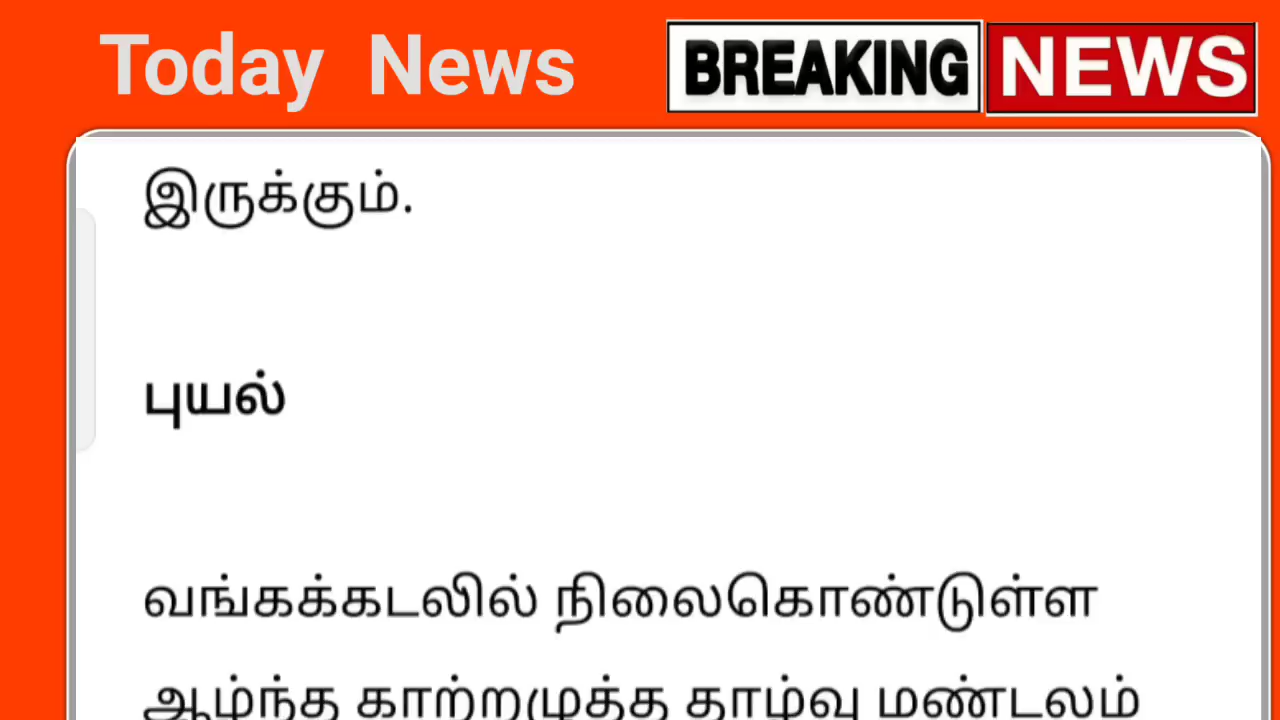 Today News
BREAKING NEWS
இருக்கும்.
புயல்
வங்கக்கடலில் நிலைகொண்டுள்ள
ஆழ்ந்த காற்றழுத்த தாழ்வு மண்டலம்